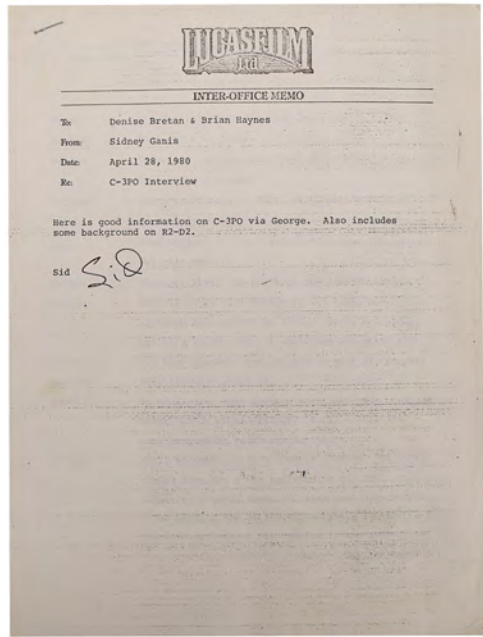 LUCASFILM
Ltd
INTER-OFFICE MEMO
To: Denise Bretan & Brian Haynes
From: Sidney Ganis
Date: April 28, 1980
Re: C-3PO Interview
Here is good information on C-3PO via George. Also includes
some background on R2-D2.
Sid Sid